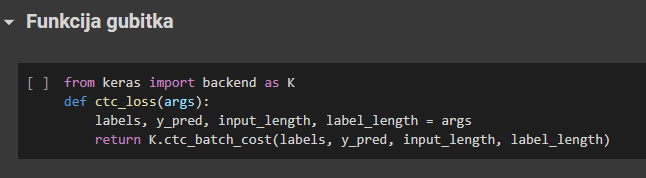 Funkcija gubitka
[ ] from keras import backend as K
def ctc_loss(args):
    labels, y_pred, input_length, label_length = args
    return K.ctc_batch_cost(labels, y_pred, input_length, label_length)